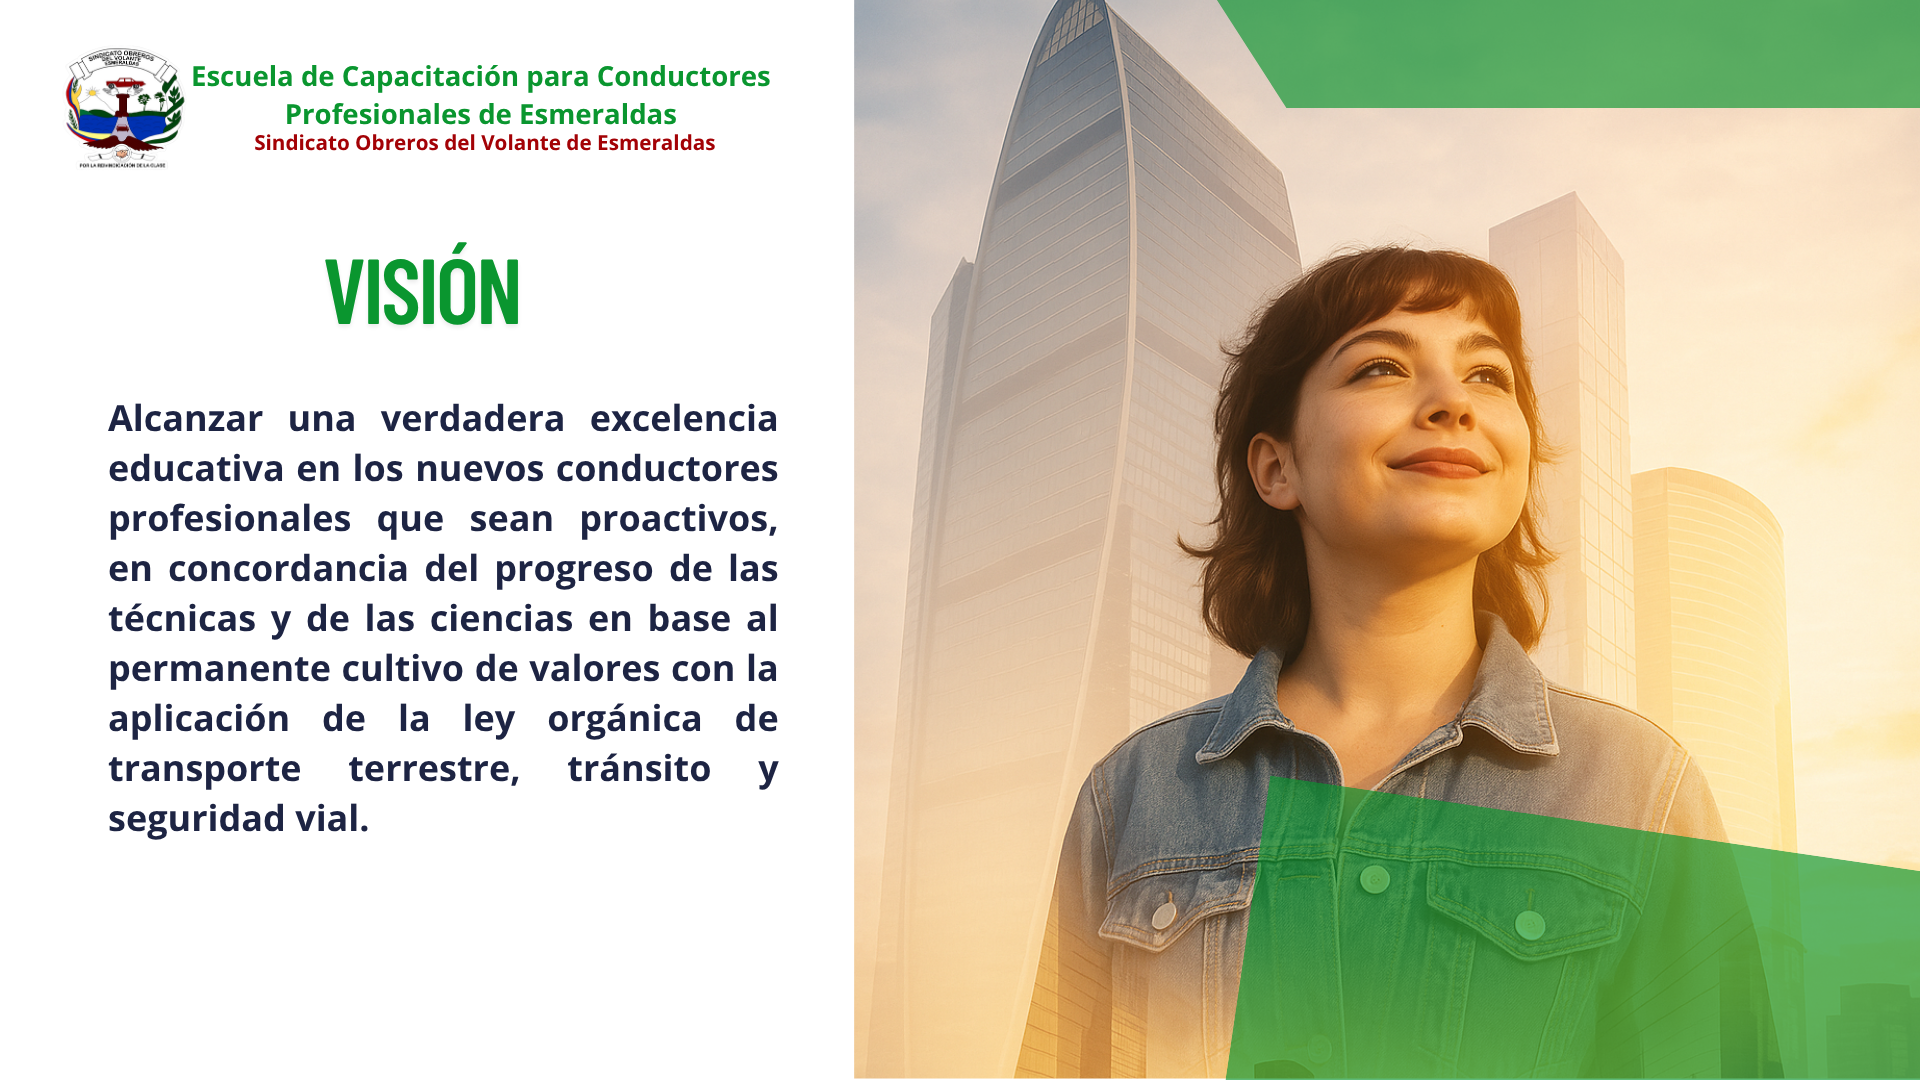 SINDICATO OBREROS
DEL VOLANTE
ESMERALDAS
POR LA REIVINDICACIÓN DE LA CLASE
Escuela de Capacitación para Conductores
Profesionales de Esmeraldas
Sindicato Obreros del Volante de Esmeraldas
VISIÓN
Alcanzar una verdadera excelencia
educativa en los nuevos conductores
profesionales que sean proactivos,
en concordancia del progreso de las
técnicas y de las ciencias en base al
permanente cultivo de valores con la
aplicación de la ley orgánica de
transporte terrestre, tránsito y
seguridad vial.